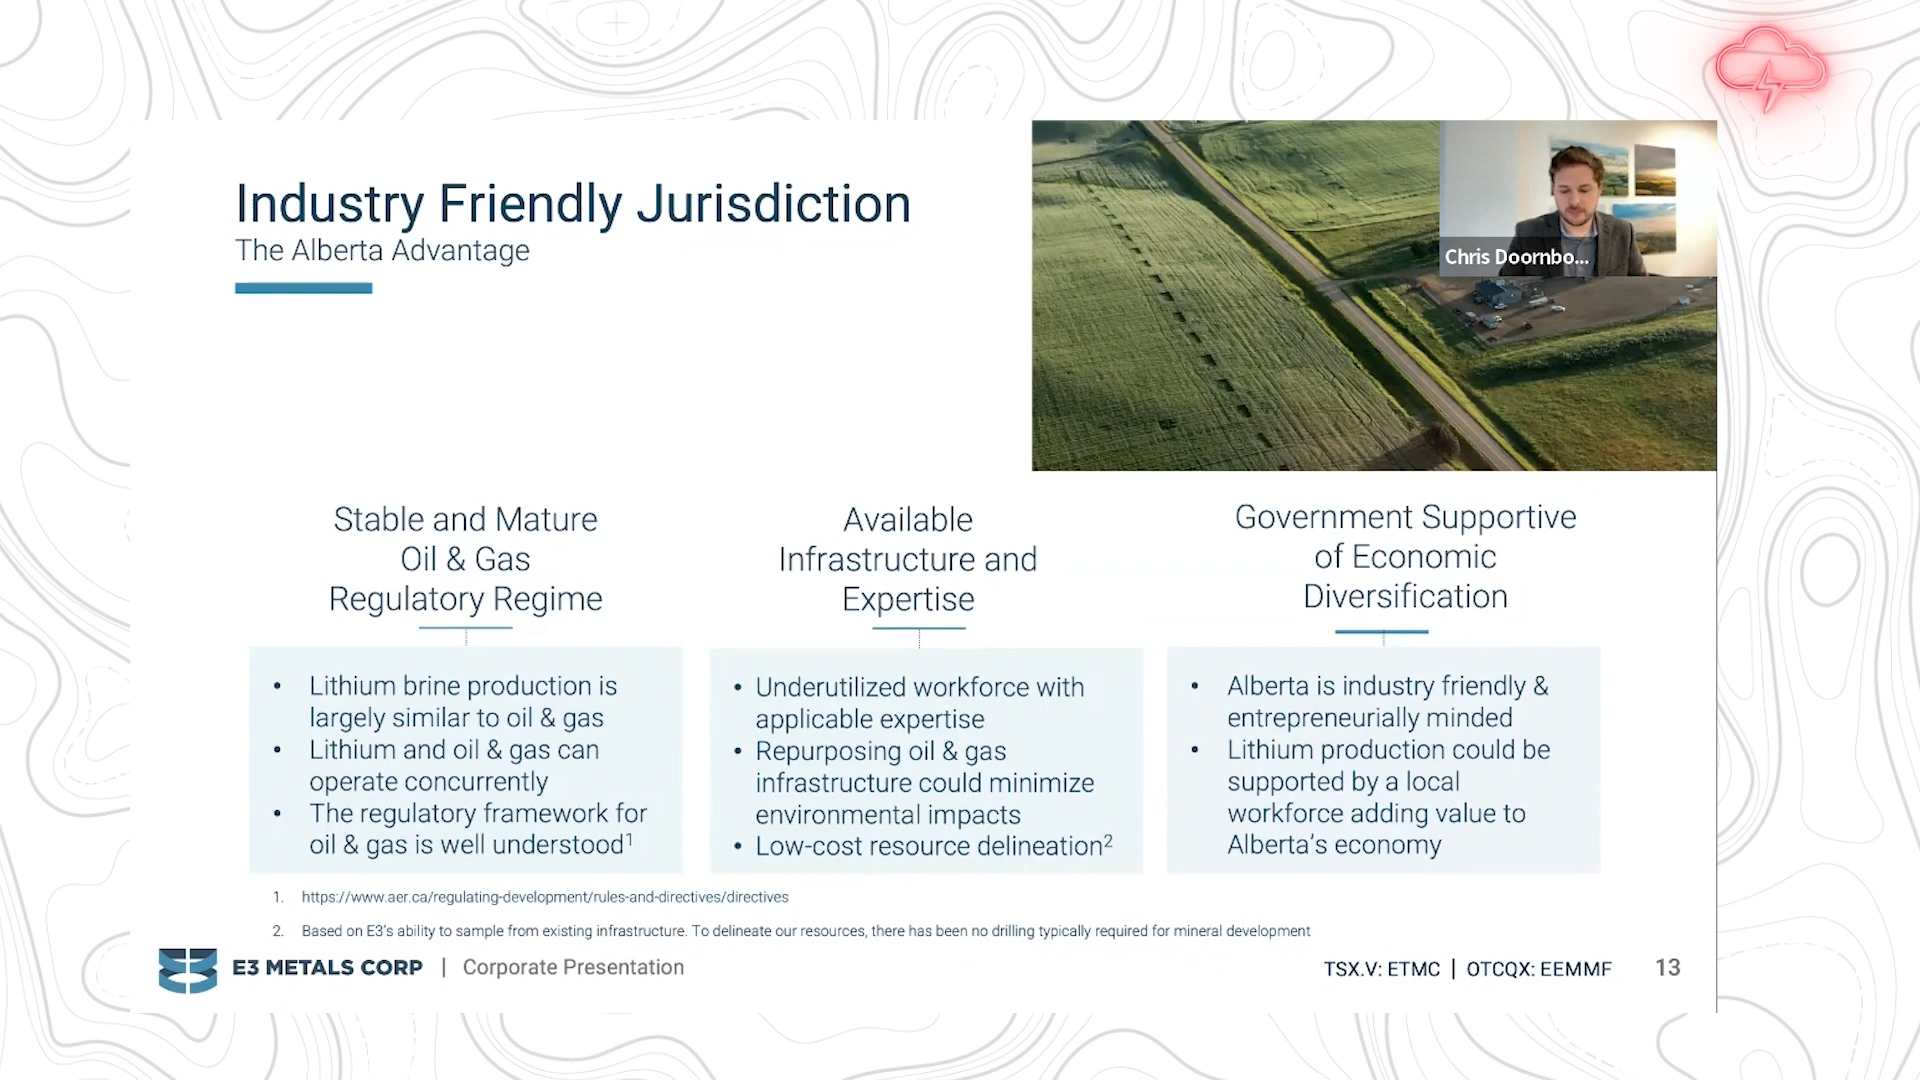 Industry Friendly Jurisdiction
The Alberta Advantage
Chris Doornbo...
Stable and Mature
Oil & Gas
Regulatory Regime
• Lithium brine production is
largely similar to oil & gas
• Lithium and oil & gas can
operate concurrently
• The regulatory framework for
oil & gas is well understood¹
Available
Infrastructure and
Expertise
• Underutilized workforce with
applicable expertise
• Repurposing oil & gas
infrastructure could minimize
environmental impacts
• Low-cost resource delineation²
Government Supportive
of Economic
Diversification
• Alberta is industry friendly &
entrepreneurially minded
• Lithium production could be
supported by a local
workforce adding value to
Alberta's economy
1. https://www.aer.ca/regulating-development/rules-and-directives/directives
2. Based on E3's ability to sample from existing infrastructure. To delineate our resources, there has been no drilling typically required for mineral development
E3 METALS CORP | Corporate Presentation
TSX.V: ETMC | OTCQX: EEMMF 13